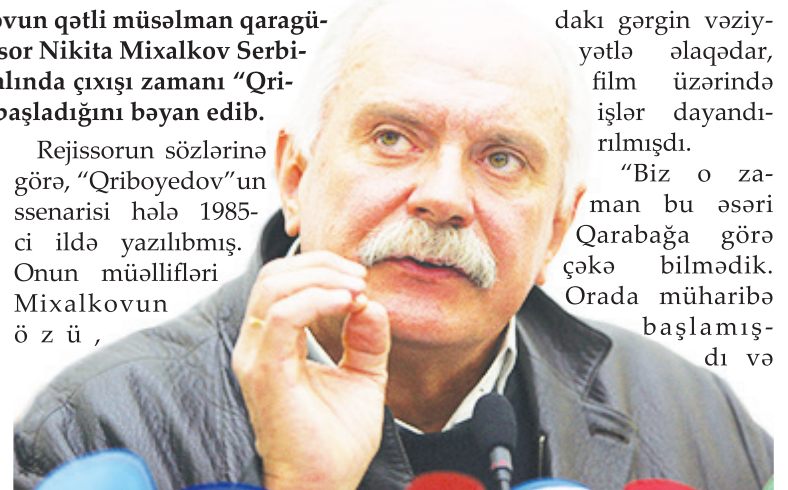 vun qətli müsəlman qaragü-
sor Nikita Mixalkov Serbi-
lında çıxışı zamanı “Qri-
başladığını bəyan edib.
Rejissorun sözlərinə
görə, “Qriboyedov”un
ssenarisi hələ 1985-
ci ildə yazılıbmış.
Onun müəllifləri
Mixalkovun
özü,
dakı gərgin vəziy-
yətlə əlaqədar,
film üzərində
işlər dayandı-
rılmışdı.
“Biz o za-
man bu əsəri
Qarabağa görə
çəkə bilmədik.
Orada müharibə
başlamış-
dı və